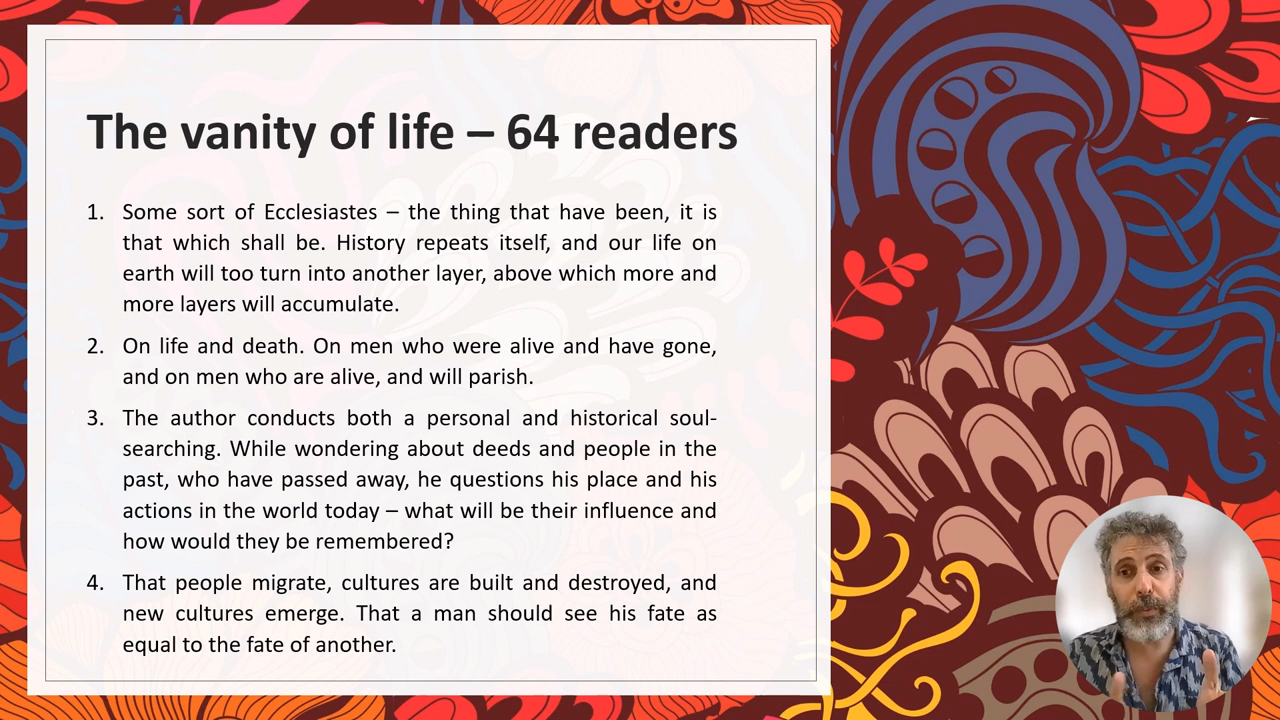 The vanity of life – 64 readers
1. Some sort of Ecclesiastes – the thing that have been, it is
that which shall be. History repeats itself, and our life on
earth will too turn into another layer, above which more and
more layers will accumulate.
2. On life and death. On men who were alive and have gone,
and on men who are alive, and will parish.
3. The author conducts both a personal and historical soul-
searching. While wondering about deeds and people in the
past, who have passed away, he questions his place and his
actions in the world today – what will be their influence and
how would they be remembered?
4. That people migrate, cultures are built and destroyed, and
new cultures emerge. That a man should see his fate as
equal to the fate of another.